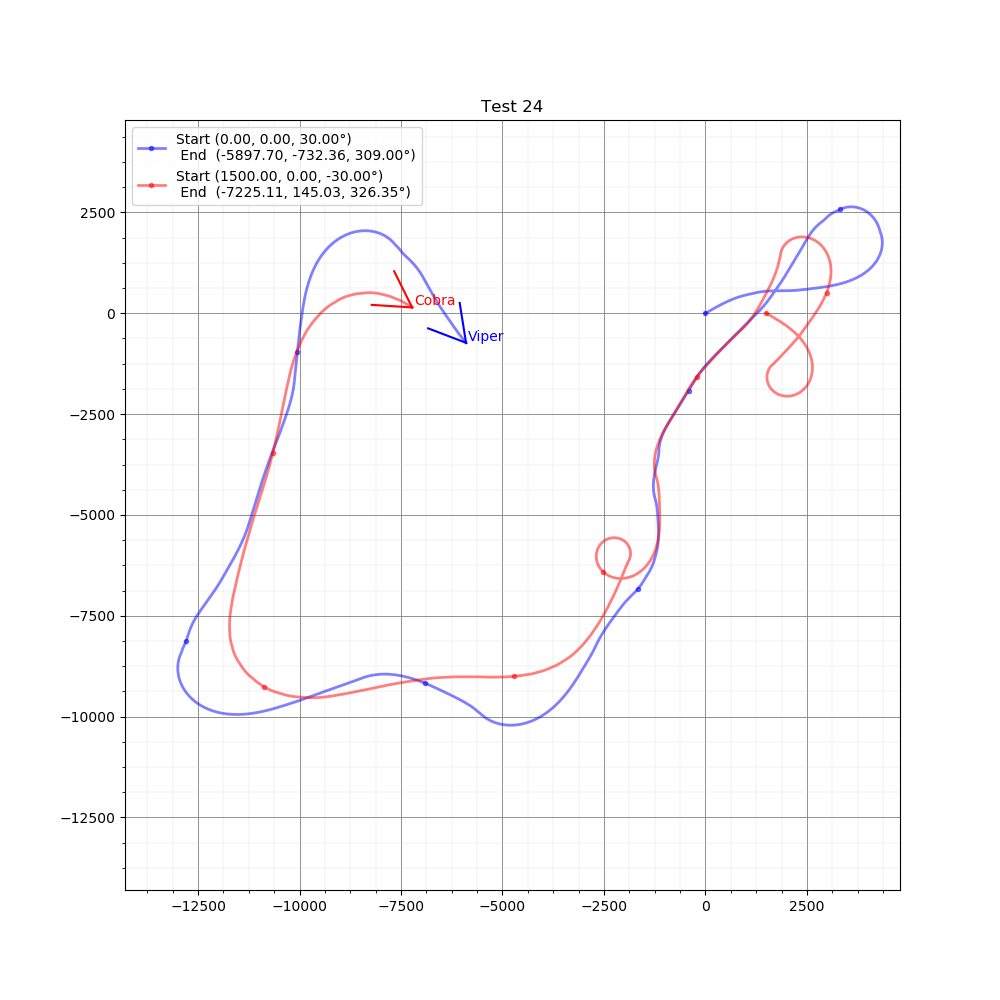 Test 24
Start (0.00, 0.00, 30.00°)
End (-5897.70, -732.36, 309.00°)
Start (1500.00, 0.00, -30.00°)
End (-7225.11, 145.03, 326.35°)
2500
0
−2500
−5000
−7500
−10000
−12500
Cobra
Viper
−12500 −10000 −7500 −5000 −2500 0 2500